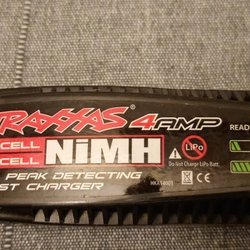 TRAXXAS 4AMP
CELL
CELL
NiMH
LiPo
Do Not Charge LiPo Batt.
READ
PEAK DETECTING
ST CHARGER